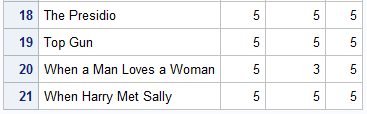 18 The Presidio 5 5 5
19 Top Gun 5 5 5
20 When a Man Loves a Woman 5 3 5
21 When Harry Met Sally 5 5 5